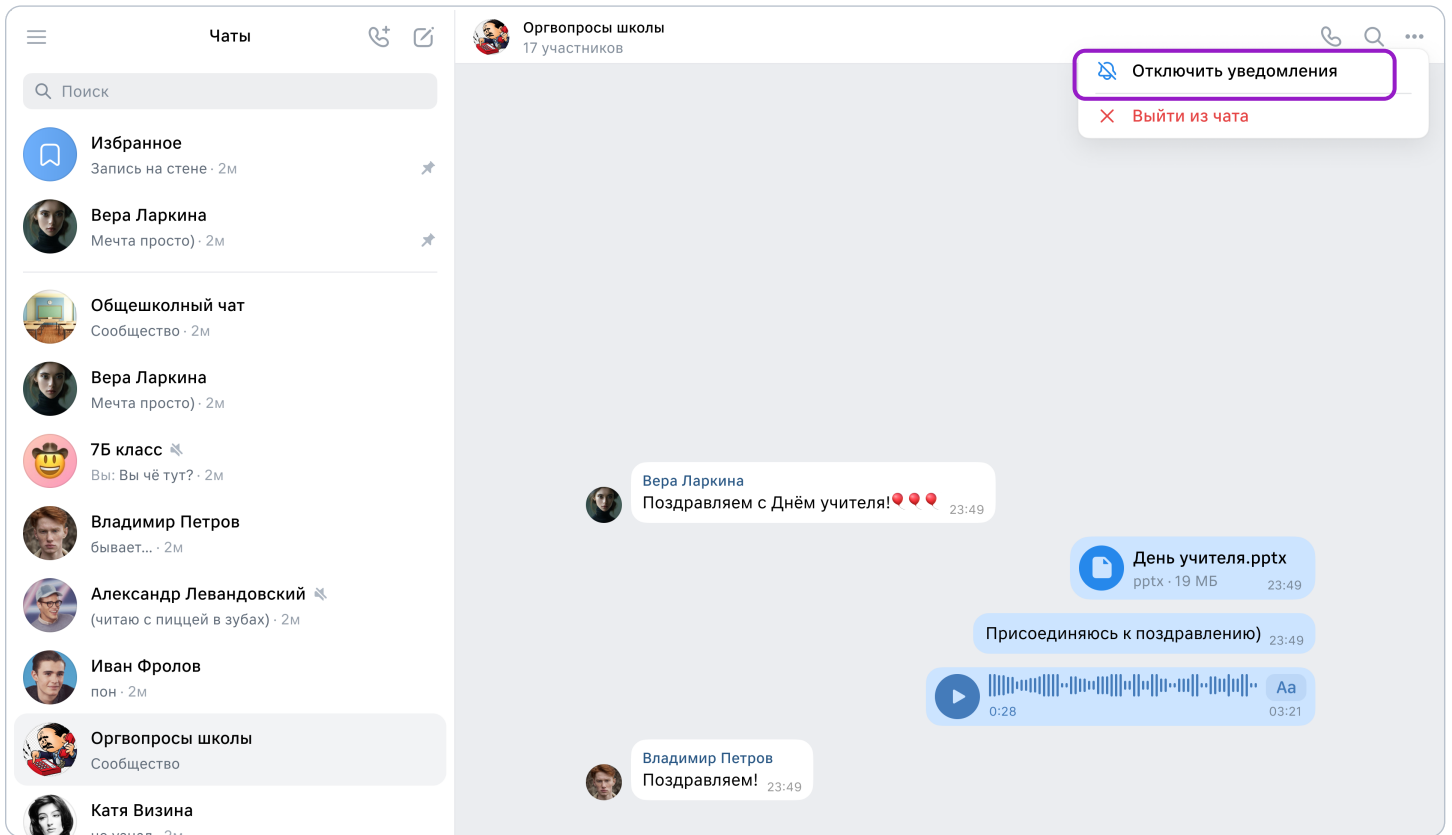 Чаты
Поиск
Избранное
Запись на стене · 2м
Вера Ларкина
Мечта просто) · 2м
Общешкольный чат
Сообщество · 2м
Вера Ларкина
Мечта просто) · 2м
7Б класс
Вы: Вы чё тут? · 2м
Владимир Петров
бывает... · 2м
Александр Левандовский
(читаю с пиццей в зубах) · 2м
Иван Фролов
пон · 2м
Оргвопросы школы
Сообщество
Катя Визина
Оргвопросы школы
17 участников
Отключить уведомления
Выйти из чата
Вера Ларкина
Поздравляем с Днём учителя!🎈🎈🎈 23:49
День учителя.pptx
pptx · 19 МБ 23:49
Присоединяюсь к поздравлению) 23:49
Aa
0:28 03:21
Владимир Петров
Поздравляем! 23:49